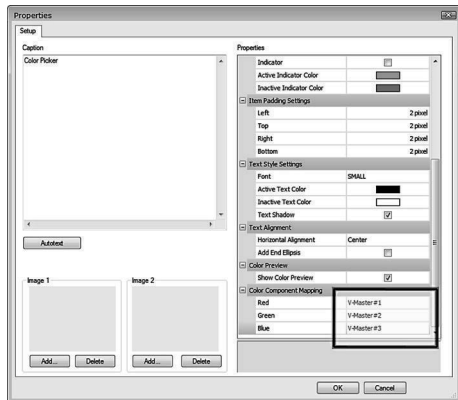 Properties
Setup
Caption
Color Picker
Autotext
Image 1
Add...
Delete
Image 2
Add...
Delete
Properties
Indicator
Active Indicator Color
Inactive Indicator Color
Item Padding Settings
Left 2 pixel
Top 2 pixel
Right 2 pixel
Bottom 2 pixel
Text Style Settings
Font SMALL
Active Text Color
Inactive Text Color
Text Shadow
Text Alignment
Horizontal Alignment Center
Add End Ellipsis
Color Preview
Show Color Preview
Color Component Mapping
Red V-Master#1
Green V-Master#2
Blue V-Master#3
OK
Cancel